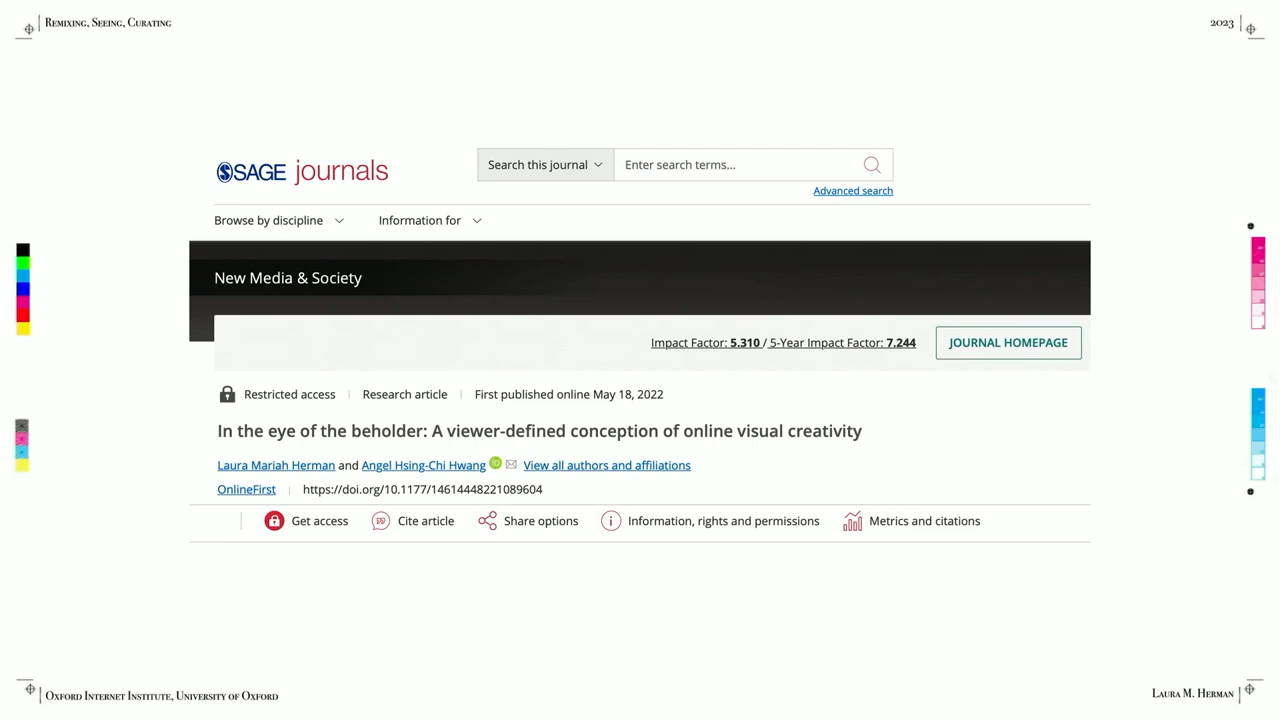 Remixing, Seeing, Curating
2023
SAGE journals
Search this journal
Enter search terms...
Advanced search
Browse by discipline
Information for
New Media & Society
Impact Factor: 5.310 / 5-Year Impact Factor: 7.244
JOURNAL HOMEPAGE
Restricted access
Research article
First published online May 18, 2022
In the eye of the beholder: A viewer-defined conception of online visual creativity
Laura Mariah Herman and Angel Hsing-Chi Hwang iD View all authors and affiliations
OnlineFirst
https://doi.org/10.1177/14614448221089604
Get access
Cite article
Share options
Information, rights and permissions
Metrics and citations
Oxford Internet Institute, University of Oxford
Laura M. Herman